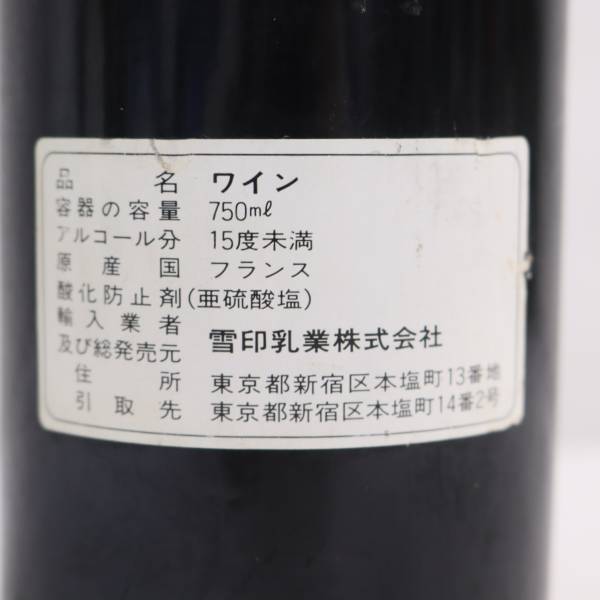 品名 ワイン
容器の容量 750ml
アルコール分 15度未満
原産国 フランス
酸化防止剤(亜硫酸塩)
輸入業者
及び総発売元 雪印乳業株式会社
住所 東京都新宿区本塩町13番地
引取先 東京都新宿区本塩町14番2号